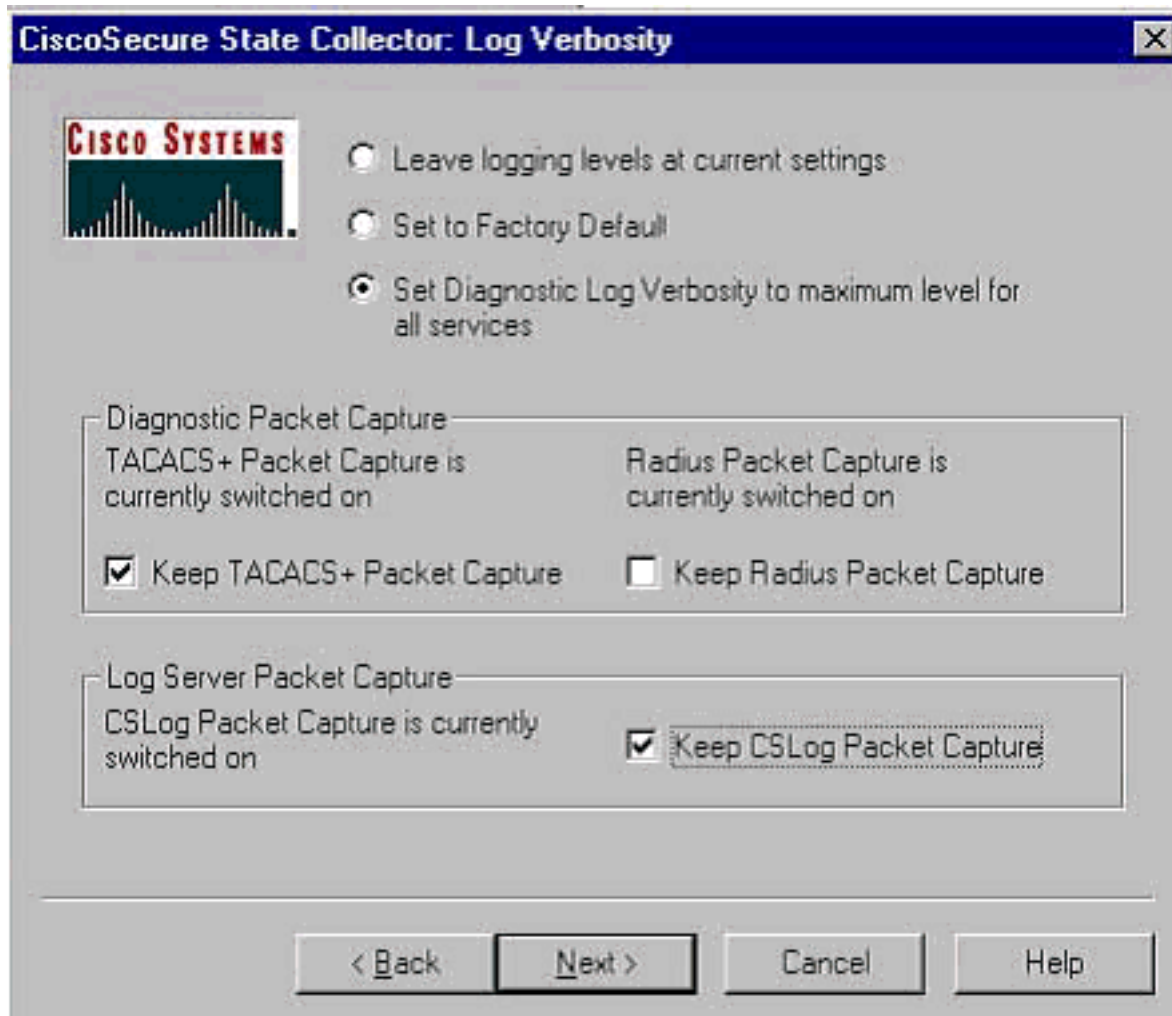 CiscoSecure State Collector: Log Verbosity
CISCO SYSTEMS
Leave logging levels at current settings
Set to Factory Default
Set Diagnostic Log Verbosity to maximum level for
all services
Diagnostic Packet Capture
TACACS+ Packet Capture is
currently switched on
Radius Packet Capture is
currently switched on
Keep TACACS+ Packet Capture
Keep Radius Packet Capture
Log Server Packet Capture
CSLog Packet Capture is currently
switched on
Keep CSLog Packet Capture
< Back
Next >
Cancel
Help